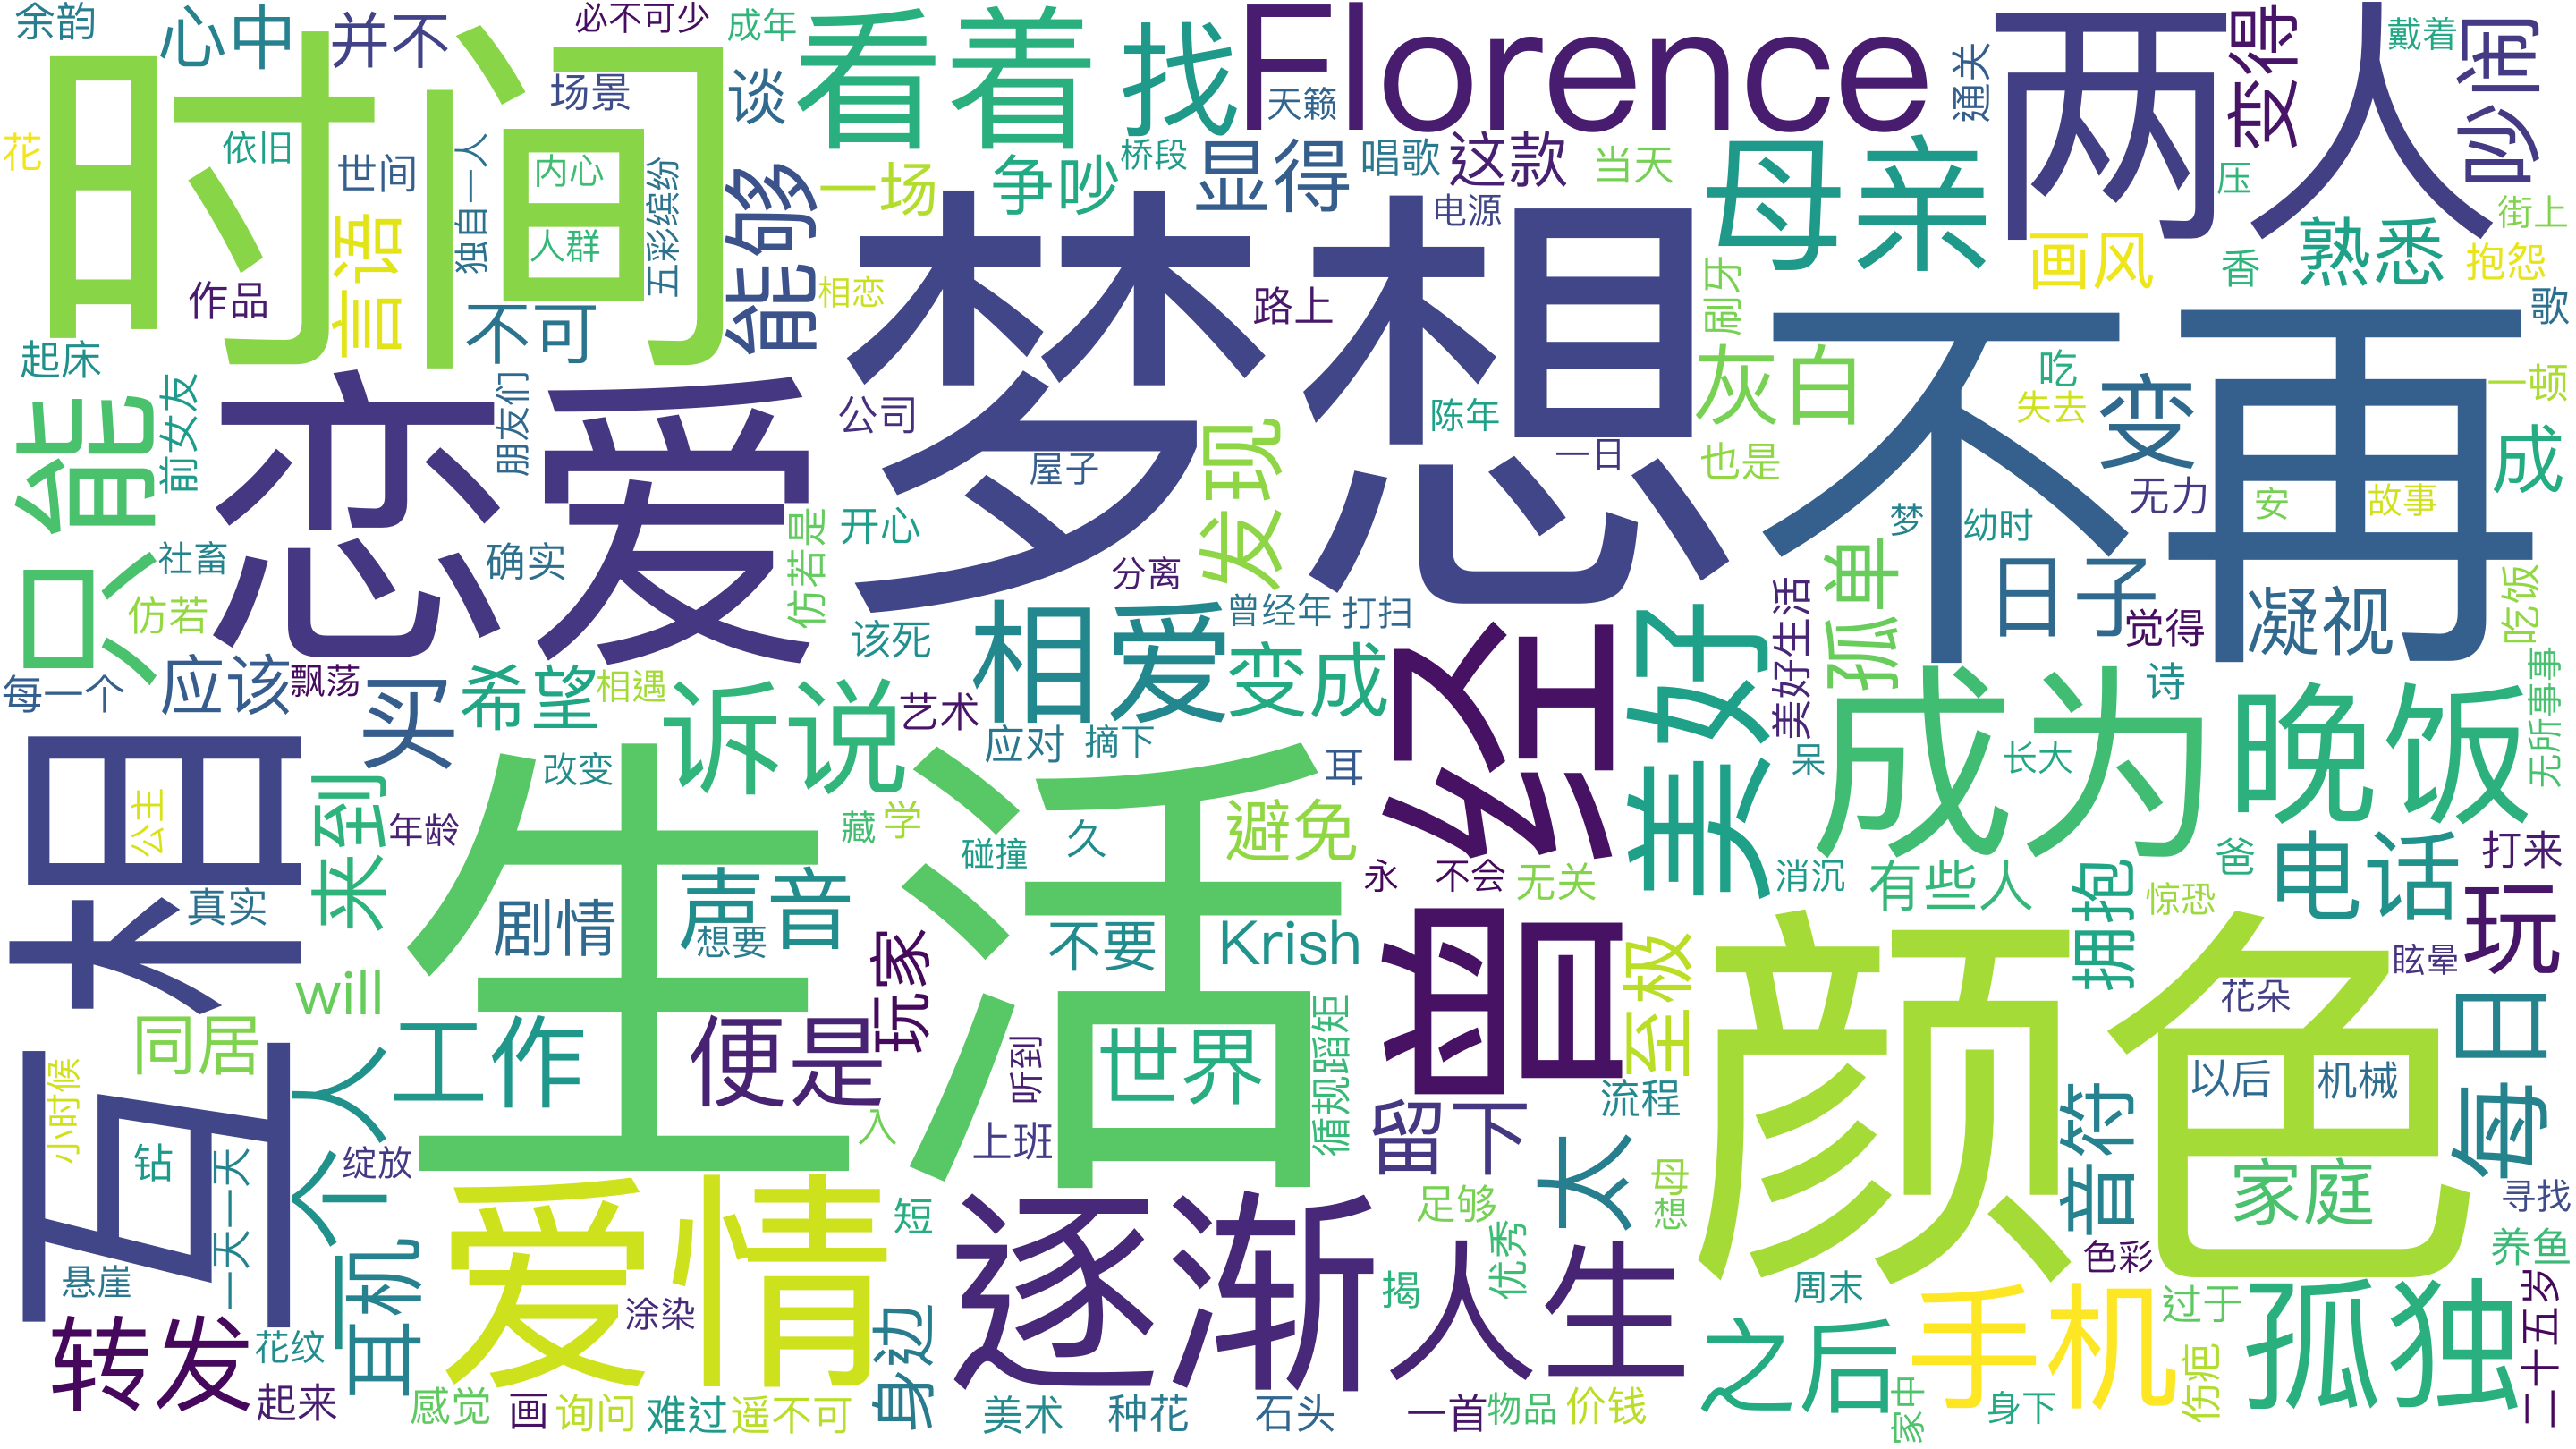 余韵
心中
并不
必不可少
成年
时间
看着
找
Florence
两人
变得
戴着
吵闹
花
依旧
世间
独自一人
内心
人群
五彩缤纷
场景
谈
能够
一场
争吵
桥段
显得
天籁
唱歌
这款
当天
母亲
通关
压
香
熟悉
街上
抱怨
画风
作品
言语
不可
相恋
梦想
电源
路上
刷牙
灰白
不再
歌
吃
失去
变
一顿
起床
只能
前女友
恋爱
朋友们
公司
屋子
陈年
一日
也是
无力
安
故事
成
社畜
仿若
确实
仿若是
开心
发现
分离
梦
幼时
日子
孤单
凝视
吃饭
觉得
每一个
应该
飘荡
买
希望
相遇
该死
艺术
相爱
曾经年
打扫
变成
曾经
美好
美好生活
诗
无所事事
互相
公主
来到
年龄
改变
诉说
应对
摘下
耳
生活
藏
学
碰撞
久
避免
永
不会
无关
呆
长大
成为
晚饭
消沉
有些人
爸
电话
打来
拥抱
惊恐
玩
真实
剧情
声音
想要
不要
Krish
至极
颜色
花朵
眩晕
每日
will
同居
小时候
个人
工作
便是
玩家
世界
听到
循规蹈矩
留下
流程
音符
以后
机械
钻
一天一天
绽放
上班
入
太
母
想
足够
家庭
寻找
悬崖
耳机
爱情
涂染
短
逐渐
人生
揭
优秀
周末
色彩
过于
养鱼
转发
花纹
起来
感觉
画
询问
难过
遥不可
身边
美术
种花
石头
一首
物品
价钱
之后
手机
家中
身下
伤疤
孤独
二十五岁